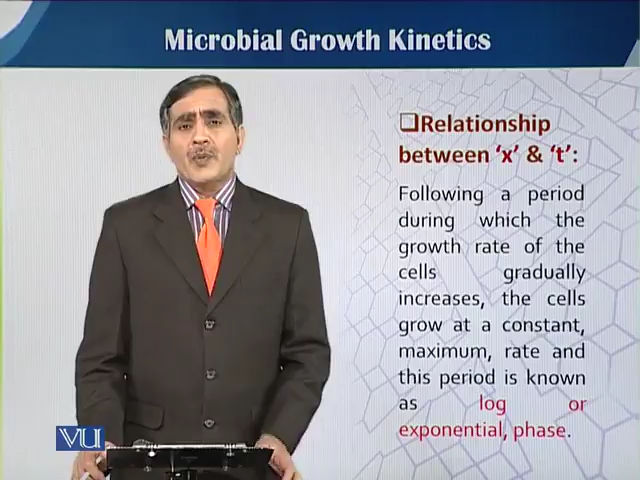 Microbial Growth Kinetics
❑Relationship
between ‘x’ & ‘t’:
Following a period
during which the
growth rate of the
cells gradually
increases, the cells
grow at a constant,
maximum, rate and
this period is known
as log or
exponential, phase.
VU